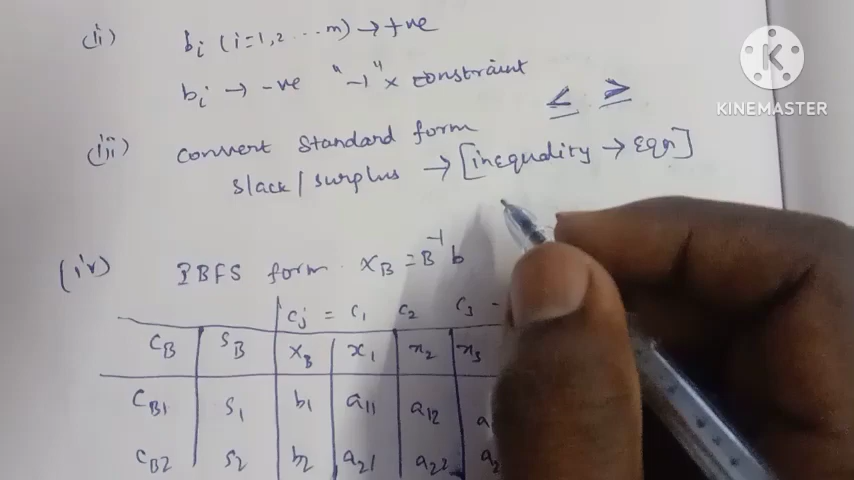 (ii) bi (i=1,2 ... m) → +ve
bi → -ve "-1" x constraint
≤ ≥
(iii) convert standard form
slack/surplus → [inequality → Eqn]
(iv) IBFS form XB = B⁻¹ b
Cj = C1 C2 C3 -
CB SB XB x1 x2 x3
CB1 S1 b1 a11 a12 a
CB2 S2 b2 a21 a22 a2
K
KINEMASTER